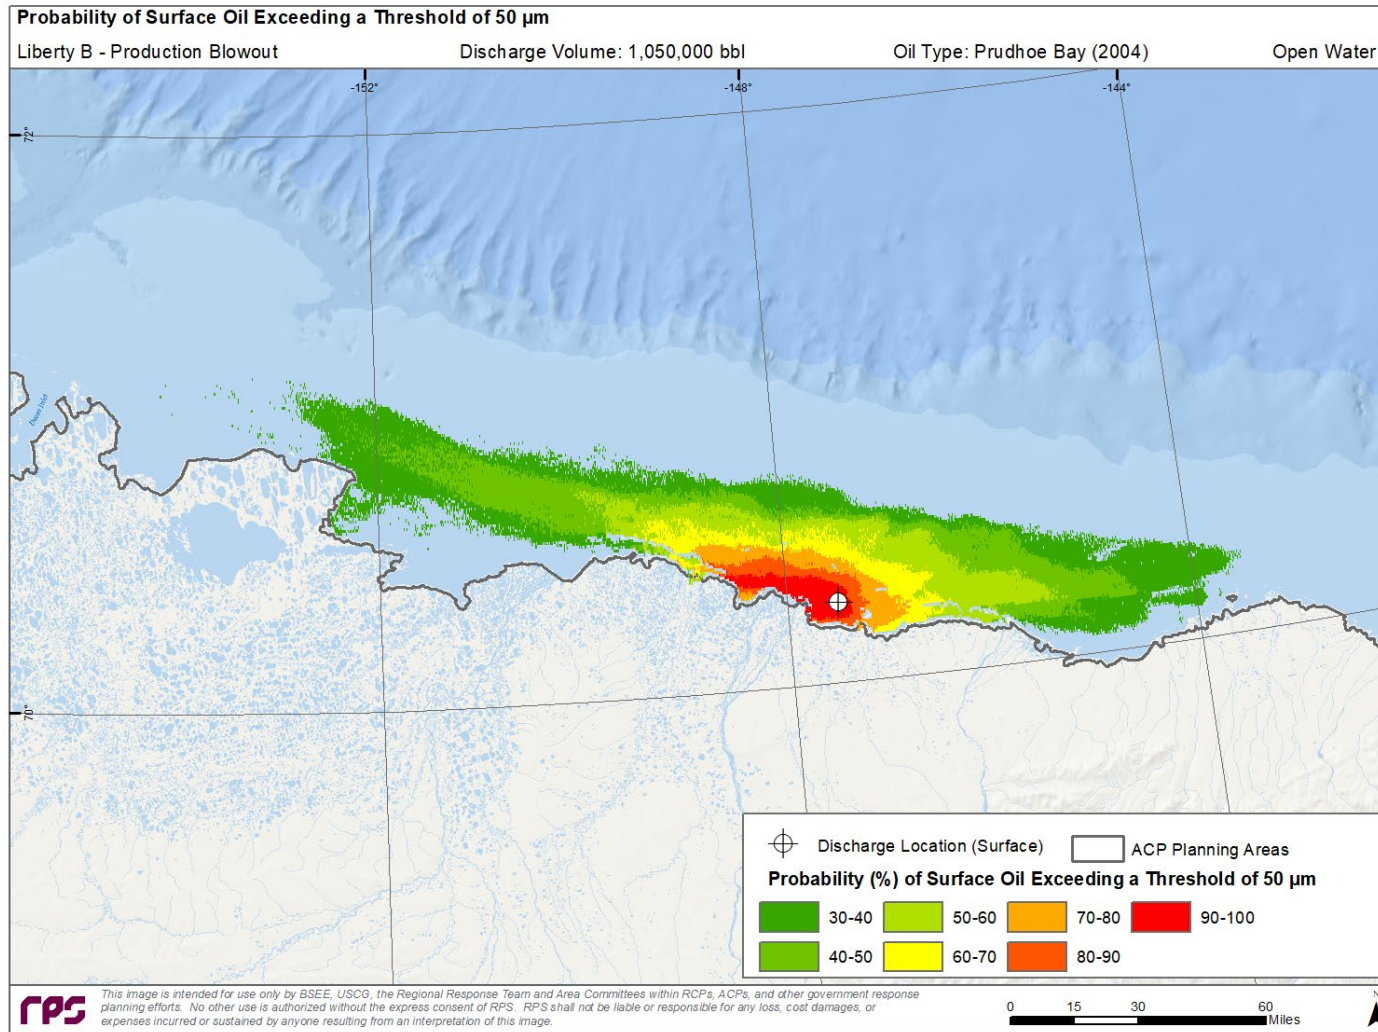 Probability of Surface Oil Exceeding a Threshold of 50 µm
Liberty B - Production Blowout Discharge Volume: 1,050,000 bbl Oil Type: Prudhoe Bay (2004) Open Water
-152° -148° -144°
72°
Dease Inlet
70°
Discharge Location (Surface) ACP Planning Areas
Probability (%) of Surface Oil Exceeding a Threshold of 50 µm
30-40 50-60 70-80 90-100
40-50 60-70 80-90
RPS
This image is intended for use only by BSEE, USCG, the Regional Response Team and Area Committees within RCPs, ACPs, and other government response
planning efforts. No other use is authorized without the express consent of RPS. RPS shall not be liable or responsible for any loss, cost damages, or
expenses incurred or sustained by anyone resulting from an interpretation of this image.
0 15 30 60
Miles
N